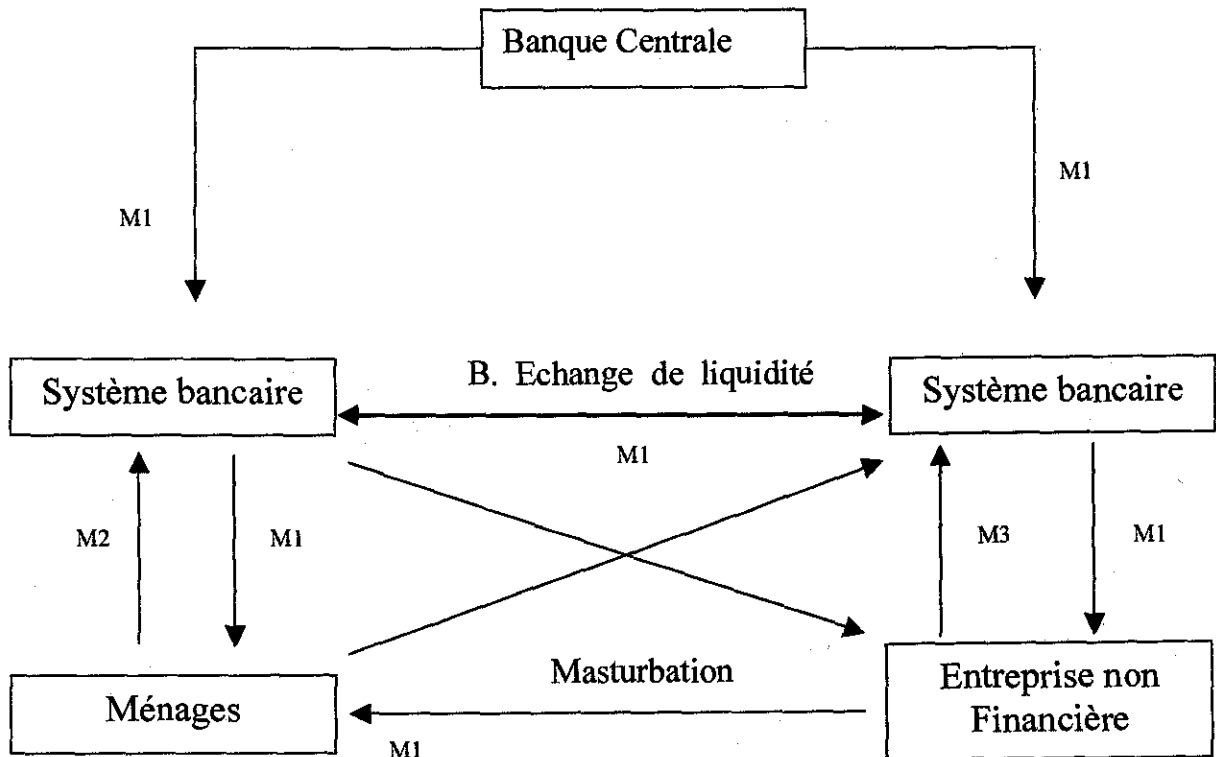 Banque Centrale
M1
M1
Système bancaire
B. Echange de liquidité
Système bancaire
M1
M2
M1
M3
M1
Masturbation
Ménages
Entreprise non
Financière
M1